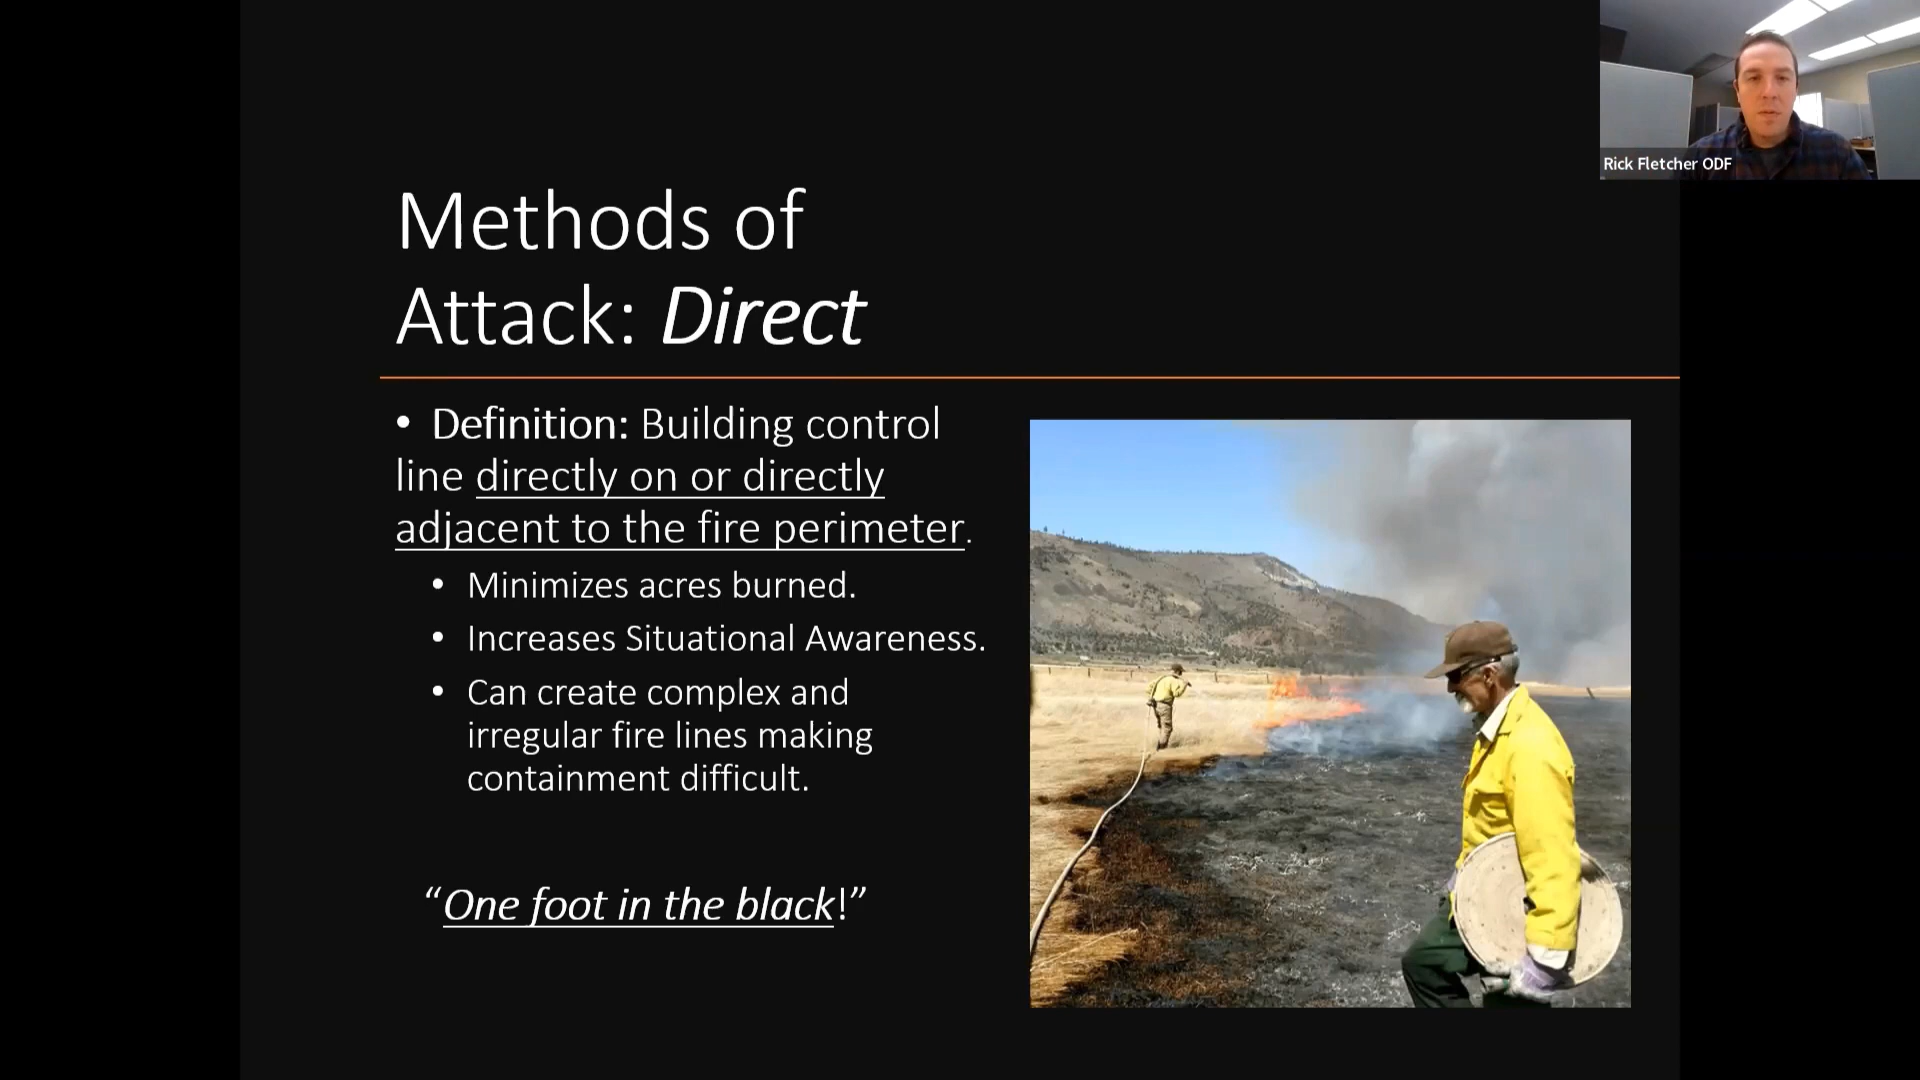 Rick Fletcher ODF
Methods of
Attack: Direct
• Definition: Building control
line directly on or directly
adjacent to the fire perimeter.
• Minimizes acres burned.
• Increases Situational Awareness.
• Can create complex and
irregular fire lines making
containment difficult.
“One foot in the black!”